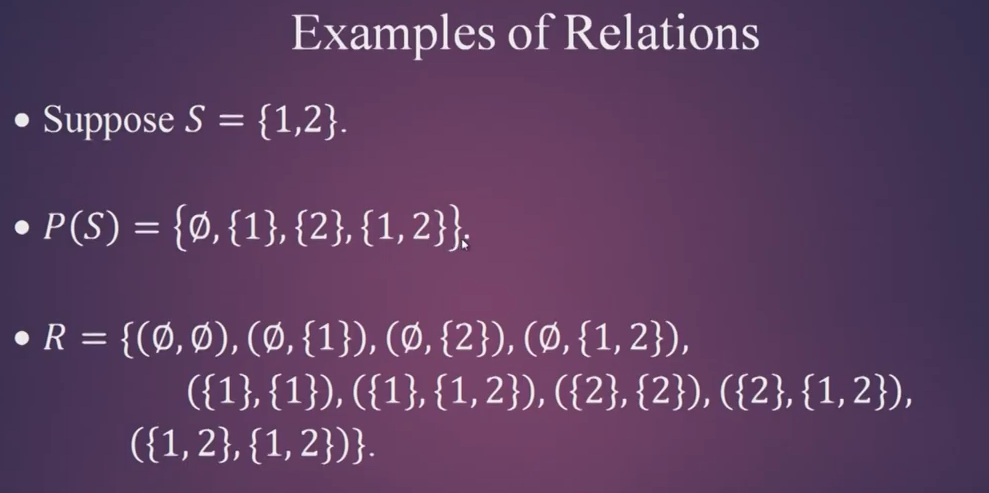 Examples of Relations
• Suppose S = {1,2}.
• P(S) = {∅, {1}, {2}, {1, 2}}.
• R = {(∅, ∅), (∅, {1}), (∅, {2}), (∅, {1, 2}),
({1}, {1}), ({1}, {1, 2}), ({2}, {2}), ({2}, {1, 2}),
({1, 2}, {1, 2})}.